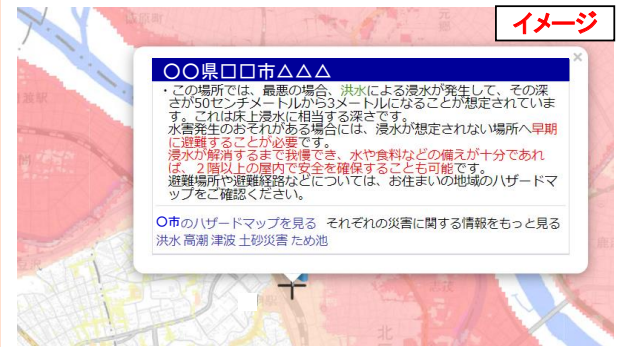 イメージ
〇〇県□□市△△△
・この場所では、最悪の場合、洪水による浸水が発生して、その深
さが50センチメートルから3メートルになることが想定されていま
す。これは床上浸水に相当する深さです。
水害発生のおそれがある場合には、浸水が想定されない場所へ早期
に避難することが必要です。
浸水が解消するまで我慢でき、水や食料などの備えが十分であれ
ば、２階以上の屋内で安全を確保することも可能です。
避難場所や避難経路などについては、お住まいの地域のハザードマ
ップをご確認ください。
〇市のハザードマップを見る それぞれの災害に関する情報をもっと見る
洪水 高潮 津波 土砂災害 ため池
北